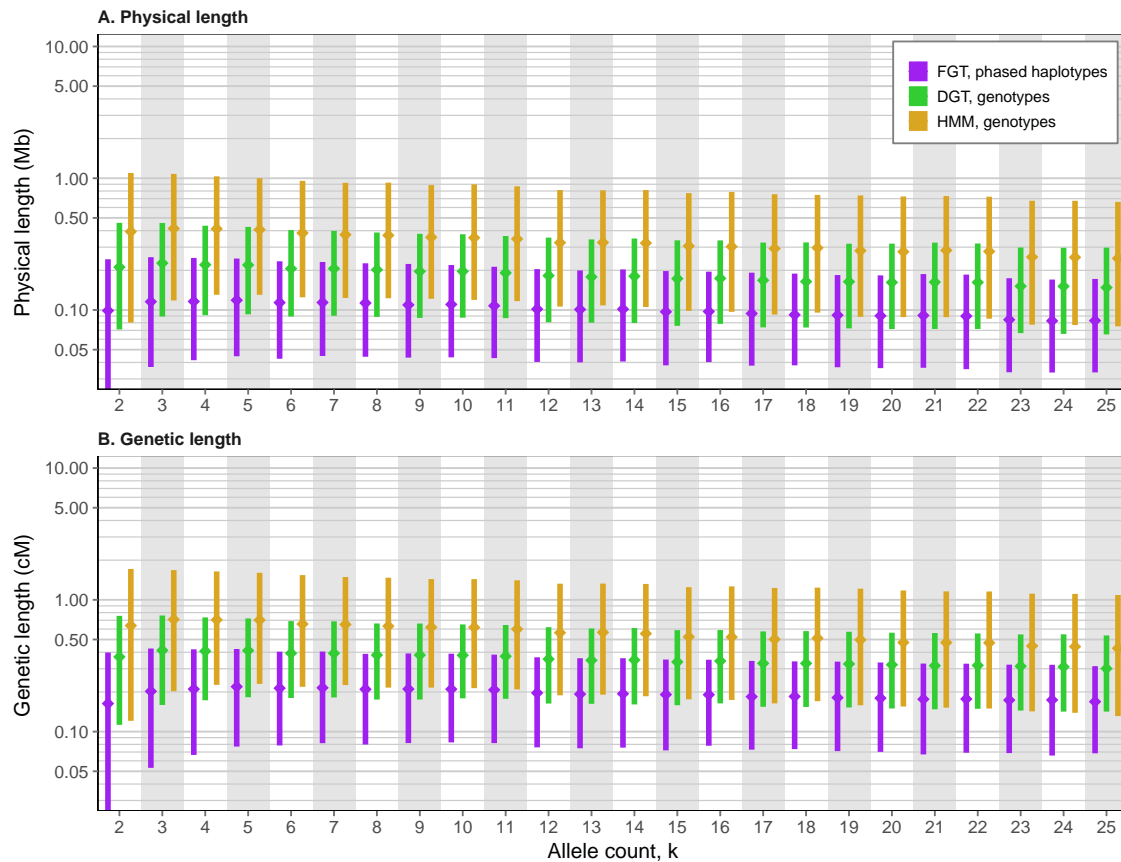 A. Physical length
Physical length (Mb)
10.00
5.00
1.00
0.50
0.10
0.05
FGT, phased haplotypes
DGT, genotypes
HMM, genotypes
2 3 4 5 6 7 8 9 10 11 12 13 14 15 16 17 18 19 20 21 22 23 24 25
B. Genetic length
Genetic length (cM)
10.00
5.00
1.00
0.50
0.10
0.05
2 3 4 5 6 7 8 9 10 11 12 13 14 15 16 17 18 19 20 21 22 23 24 25
Allele count, k